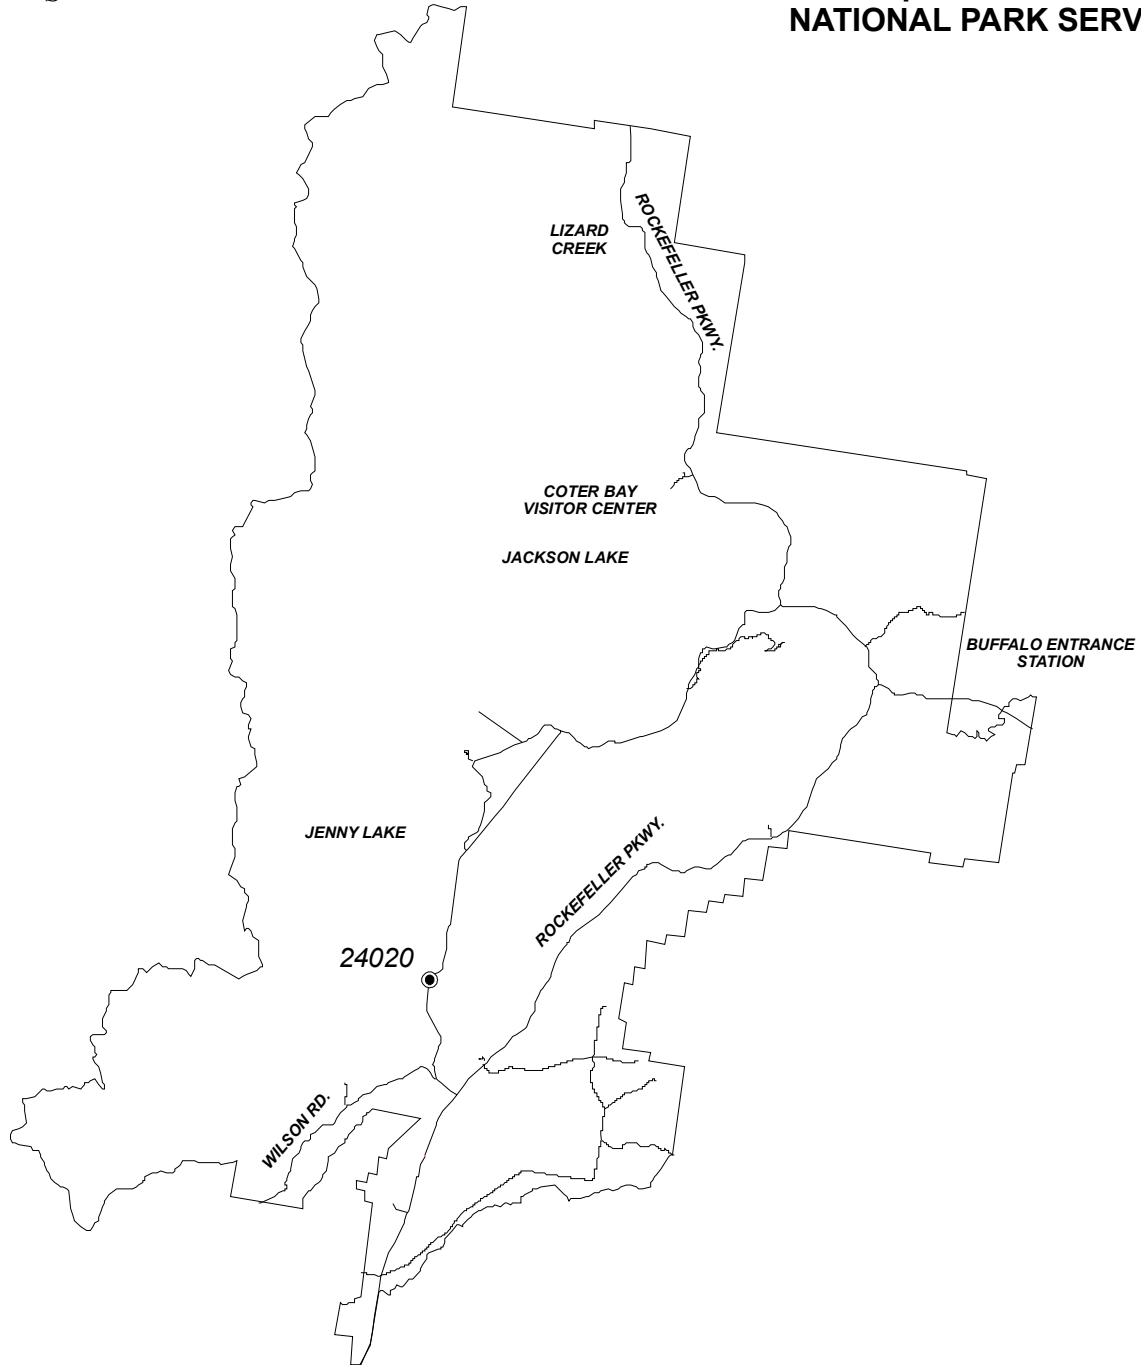 NATIONAL PARK SERV
LIZARD
CREEK
ROCKEFELLER PKWY.
COTER BAY
VISITOR CENTER
JACKSON LAKE
BUFFALO ENTRANCE
STATION
JENNY LAKE
ROCKEFELLER PKWY.
24020
WILSON RD.